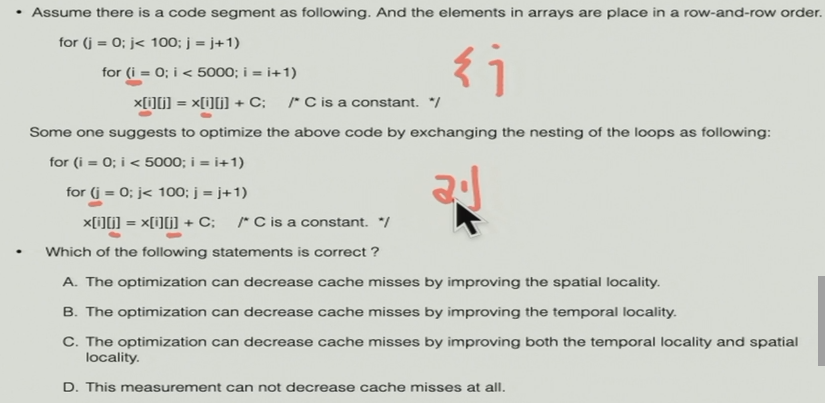 • Assume there is a code segment as following. And the elements in arrays are place in a row-and-row order.
for (j = 0; j< 100; j = j+1)
for (i = 0; i < 5000; i = i+1)
x[i][j] = x[i][j] + C;    /* C is a constant.  */
Some one suggests to optimize the above code by exchanging the nesting of the loops as following:
for (i = 0; i < 5000; i = i+1)
for (j = 0; j< 100; j = j+1)
x[i][j] = x[i][j] + C;    /* C is a constant.  */
• Which of the following statements is correct ?
A. The optimization can decrease cache misses by improving the spatial locality.
B. The optimization can decrease cache misses by improving the temporal locality.
C. The optimization can decrease cache misses by improving both the temporal locality and spatial
locality.
D. This measurement can not decrease cache misses at all.